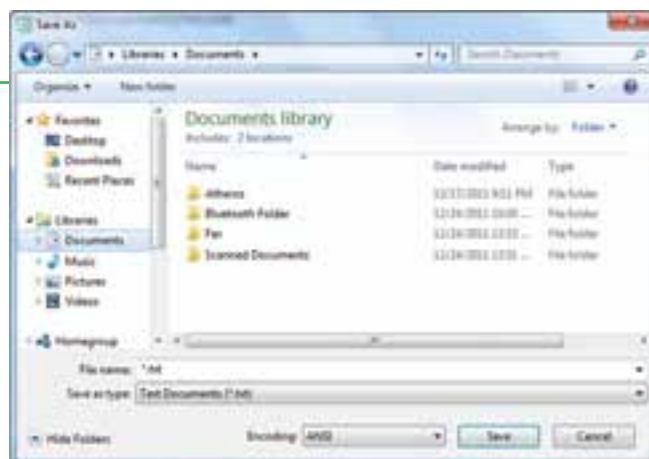 Save As
Libraries ▸ Documents ▸ Search Documents
Organize ▾ New folder
Favorites
Desktop
Downloads
Recent Places
Libraries
Documents
Music
Pictures
Videos
Homegroup
Documents library
Includes: 2 locations
Arrange by: Folder ▾
Name Date modified Type
Atheros 9:52 PM File folder
Bluetooth Folder File folder
Fax File folder
Scanned Documents File folder
File name: *.txt
Save as type: Text Documents (*.txt)
Hide Folders Encoding: ANSI Save Cancel